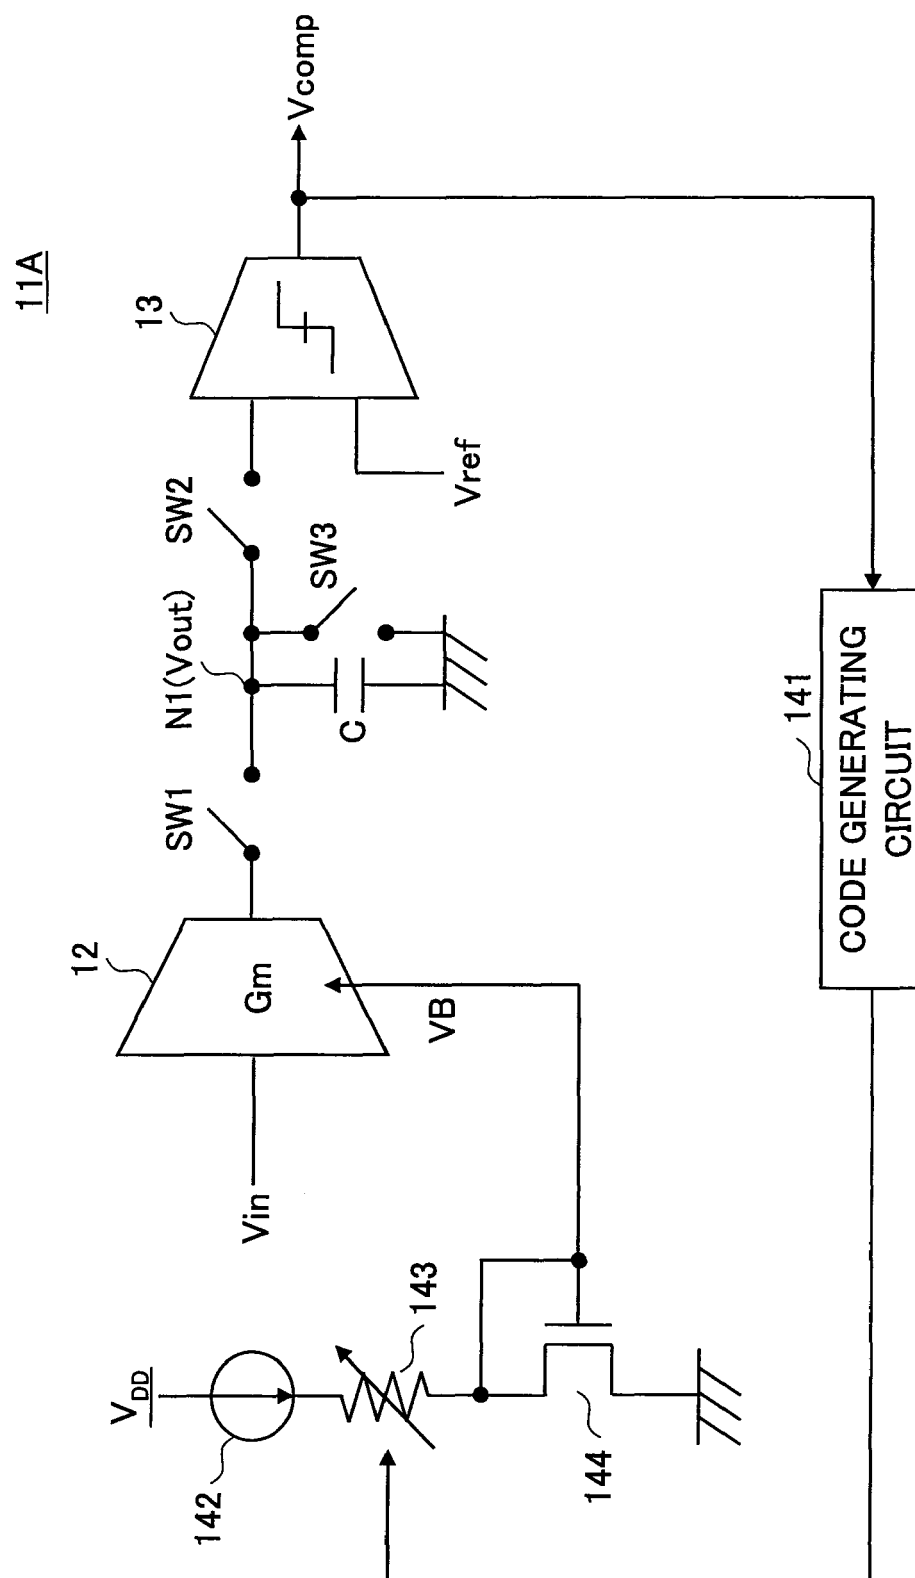 11A
Vcomp
13
Vref
SW2
SW3
N1(Vout)
C
SW1
12
Gm
VB
Vin
VDD
142
143
144
141
CODE GENERATING
CIRCUIT